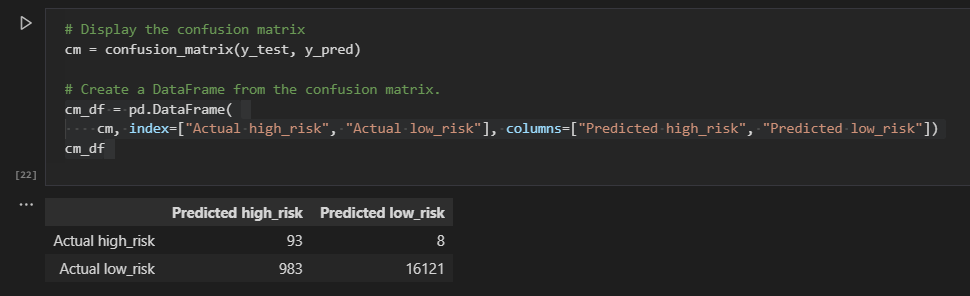 # Display the confusion matrix
cm = confusion_matrix(y_test, y_pred)
# Create a DataFrame from the confusion matrix.
cm_df = pd.DataFrame(
    cm, index=["Actual high_risk", "Actual low_risk"], columns=["Predicted high_risk", "Predicted low_risk"])
cm_df
[22]
...
Predicted high_risk Predicted low_risk
Actual high_risk 93 8
Actual low_risk 983 16121